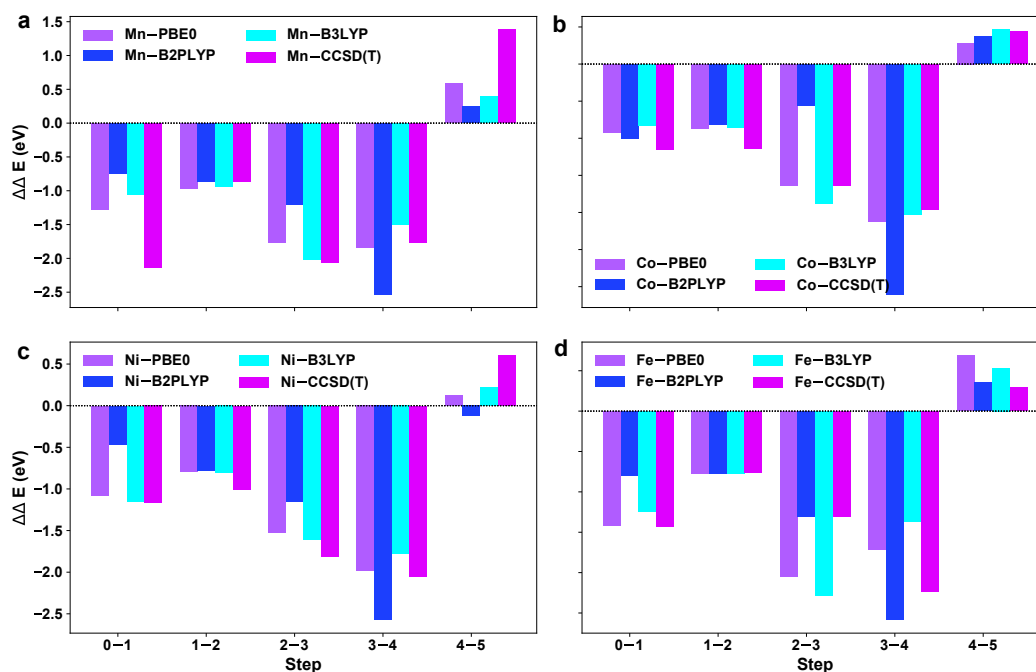 a
Mn−PBE0 Mn−B3LYP
Mn−B2PLYP Mn−CCSD(T)
1.5
1.0
0.5
0.0
−0.5
−1.0
−1.5
−2.0
−2.5
ΔΔ E (eV)
b
Co−PBE0 Co−B3LYP
Co−B2PLYP Co−CCSD(T)
c
Ni−PBE0 Ni−B3LYP
Ni−B2PLYP Ni−CCSD(T)
0.5
0.0
−0.5
−1.0
−1.5
−2.0
−2.5
ΔΔ E (eV)
0−1 1−2 2−3 3−4 4−5
Step
d
Fe−PBE0 Fe−B3LYP
Fe−B2PLYP Fe−CCSD(T)
0−1 1−2 2−3 3−4 4−5
Step